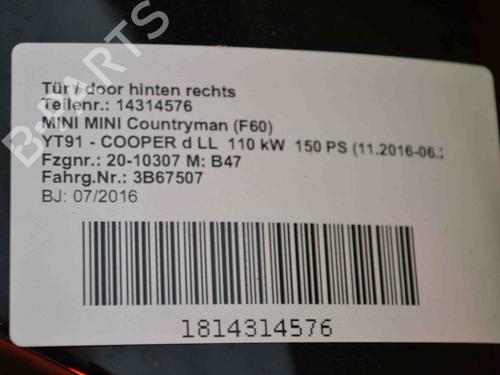 B-PARTS
Tür/ door hinten rechts
Teilenr.: 14314576
MINI MINI Countryman (F60)
YT91 - COOPER d LL 110 kW 150 PS (11.2016-06.
Fzgnr.: 20-10307 M: B47
Fahrg.Nr.: 3B67507
BJ: 07/2016
1814314576